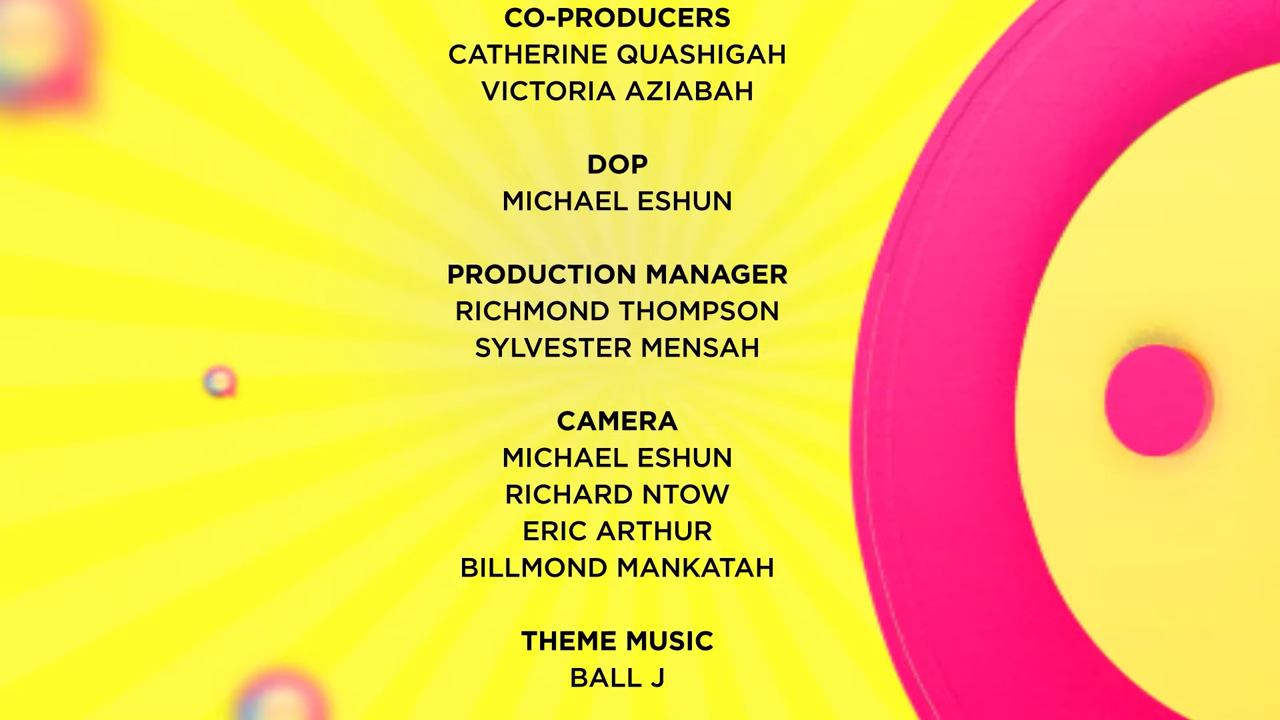 CO-PRODUCERS
CATHERINE QUASHIGAH
VICTORIA AZIABAH
DOP
MICHAEL ESHUN
PRODUCTION MANAGER
RICHMOND THOMPSON
SYLVESTER MENSAH
CAMERA
MICHAEL ESHUN
RICHARD NTOW
ERIC ARTHUR
BILLMOND MANKATAH
THEME MUSIC
BALL J